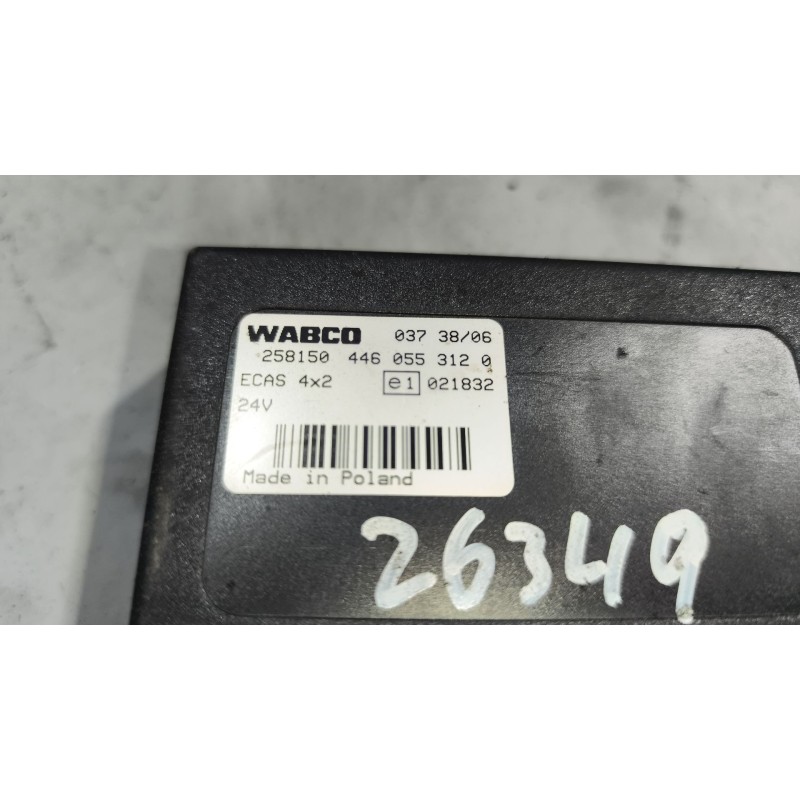 WABCO 037 38/06
258150 446 055 312 0
ECAS 4x2 e1 021832
24V
Made in Poland
26349